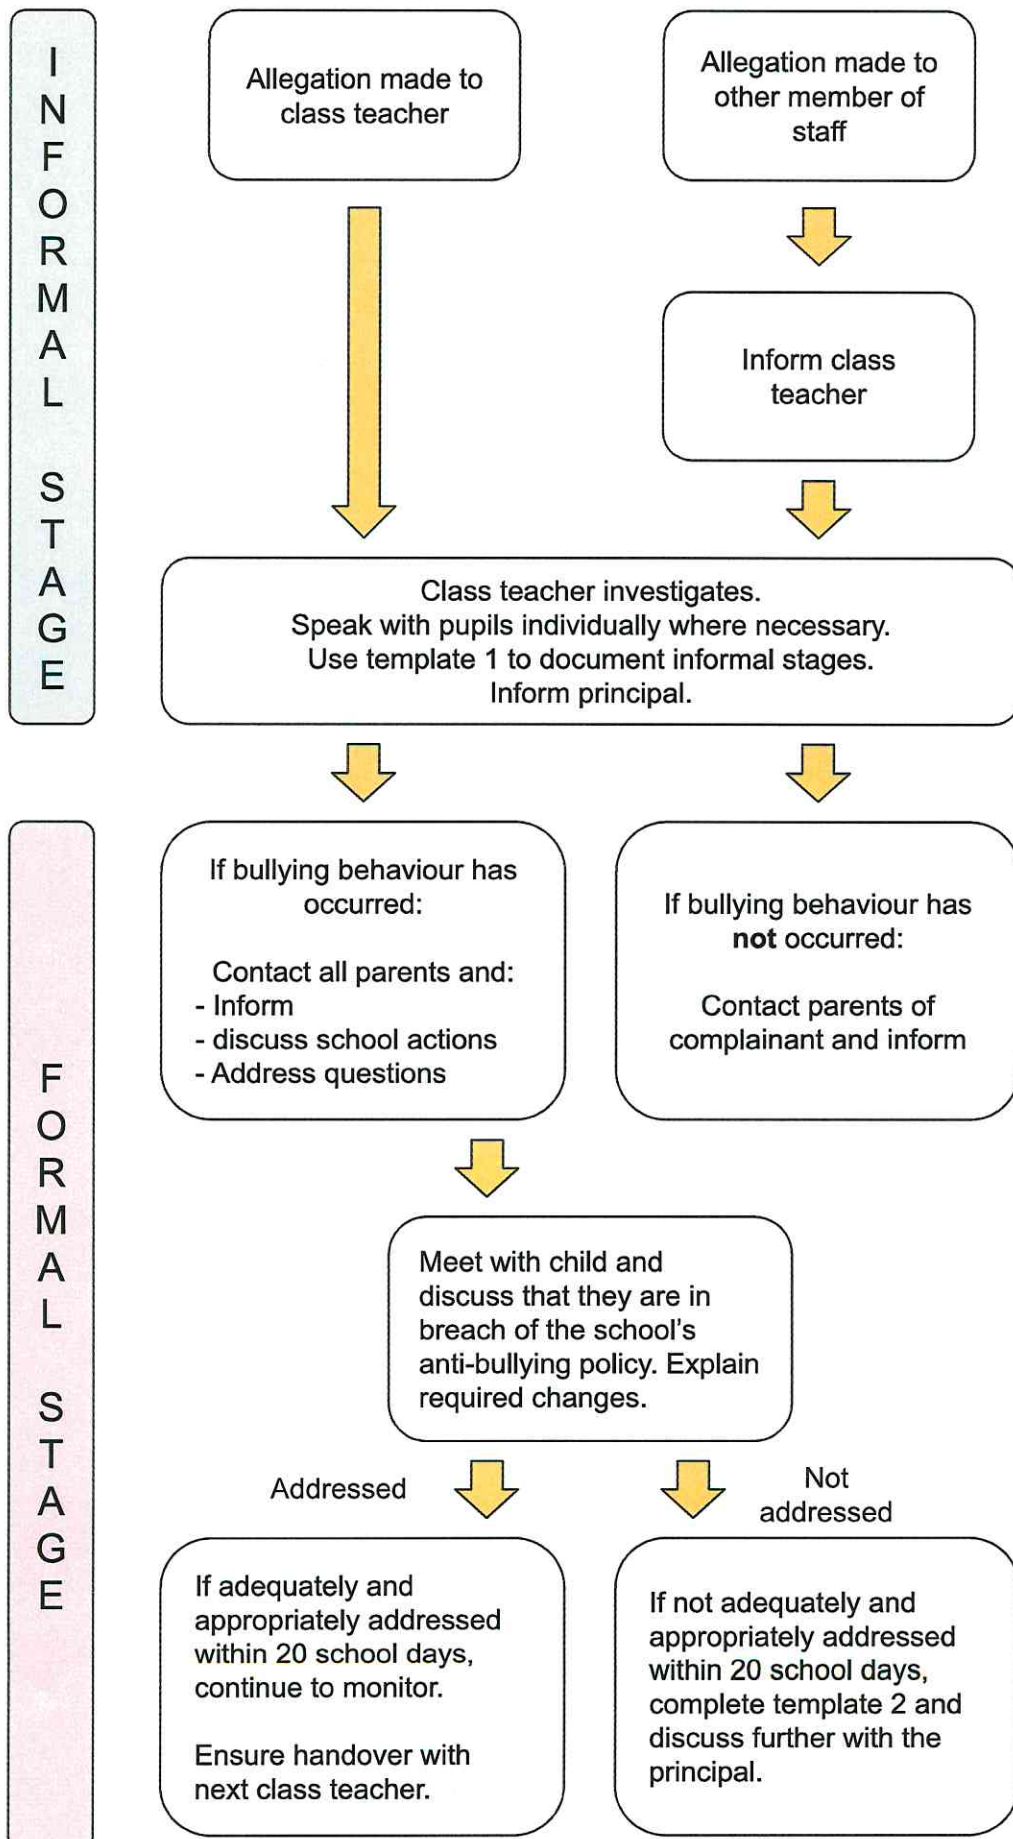 INFORMAL STAGE
Allegation made to
class teacher
Allegation made to
other member of
staff
Inform class
teacher
Class teacher investigates.
Speak with pupils individually where necessary.
Use template 1 to document informal stages.
Inform principal.
FORMAL STAGE
If bullying behaviour has
occurred:
Contact all parents and:
- Inform
- discuss school actions
- Address questions
If bullying behaviour has
not occurred:
Contact parents of
complainant and inform
Meet with child and
discuss that they are in
breach of the school's
anti-bullying policy. Explain
required changes.
Addressed
Not
addressed
If adequately and
appropriately addressed
within 20 school days,
continue to monitor.
Ensure handover with
next class teacher.
If not adequately and
appropriately addressed
within 20 school days,
complete template 2 and
discuss further with the
principal.